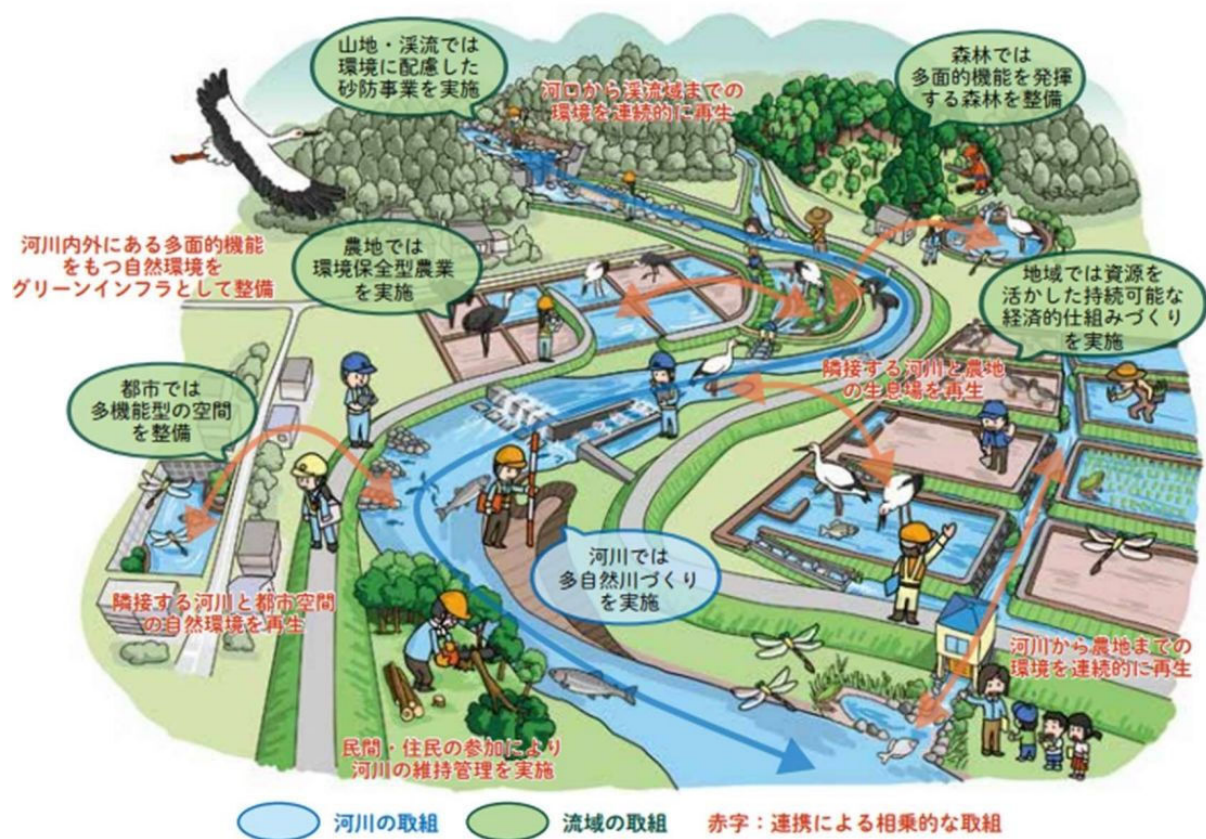 山地・渓流では
環境に配慮した
砂防事業を実施
河口から渓流域までの
環境を連続的に再生
森林では
多面的機能を発揮
する森林を整備
河川内外にある多面的機能
をもつ自然環境を
グリーンインフラとして整備
農地では
環境保全型農業
を実施
地域では資源を
活かした持続可能な
経済的仕組みづくり
を実施
都市では
多機能型の空間
を整備
隣接する河川と農地
の生息場を再生
河川では
多自然川づくり
を実施
隣接する河川と都市空間
の自然環境を再生
河川から農地までの
環境を連続的に再生
民間・住民の参加により
河川の維持管理を実施
河川の取組 流域の取組 赤字：連携による相乗的な取組